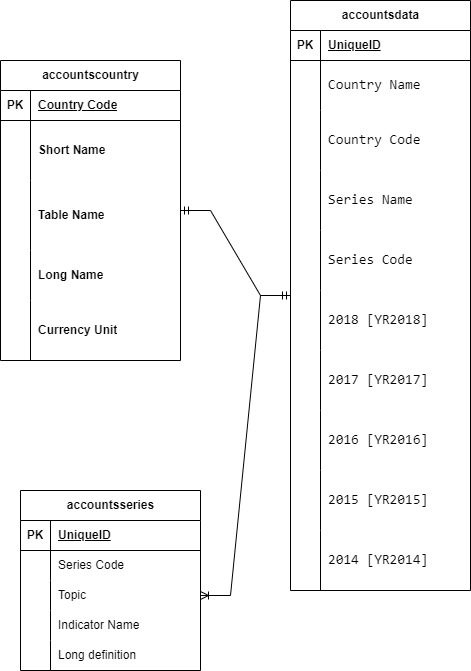 accountsdata
PK UniqueID
Country Name
Country Code
Series Name
Series Code
2018 [YR2018]
2017 [YR2017]
2016 [YR2016]
2015 [YR2015]
2014 [YR2014]
accountscountry
PK Country Code
Short Name
Table Name
Long Name
Currency Unit
accountsseries
PK UniqueID
Series Code
Topic
Indicator Name
Long definition